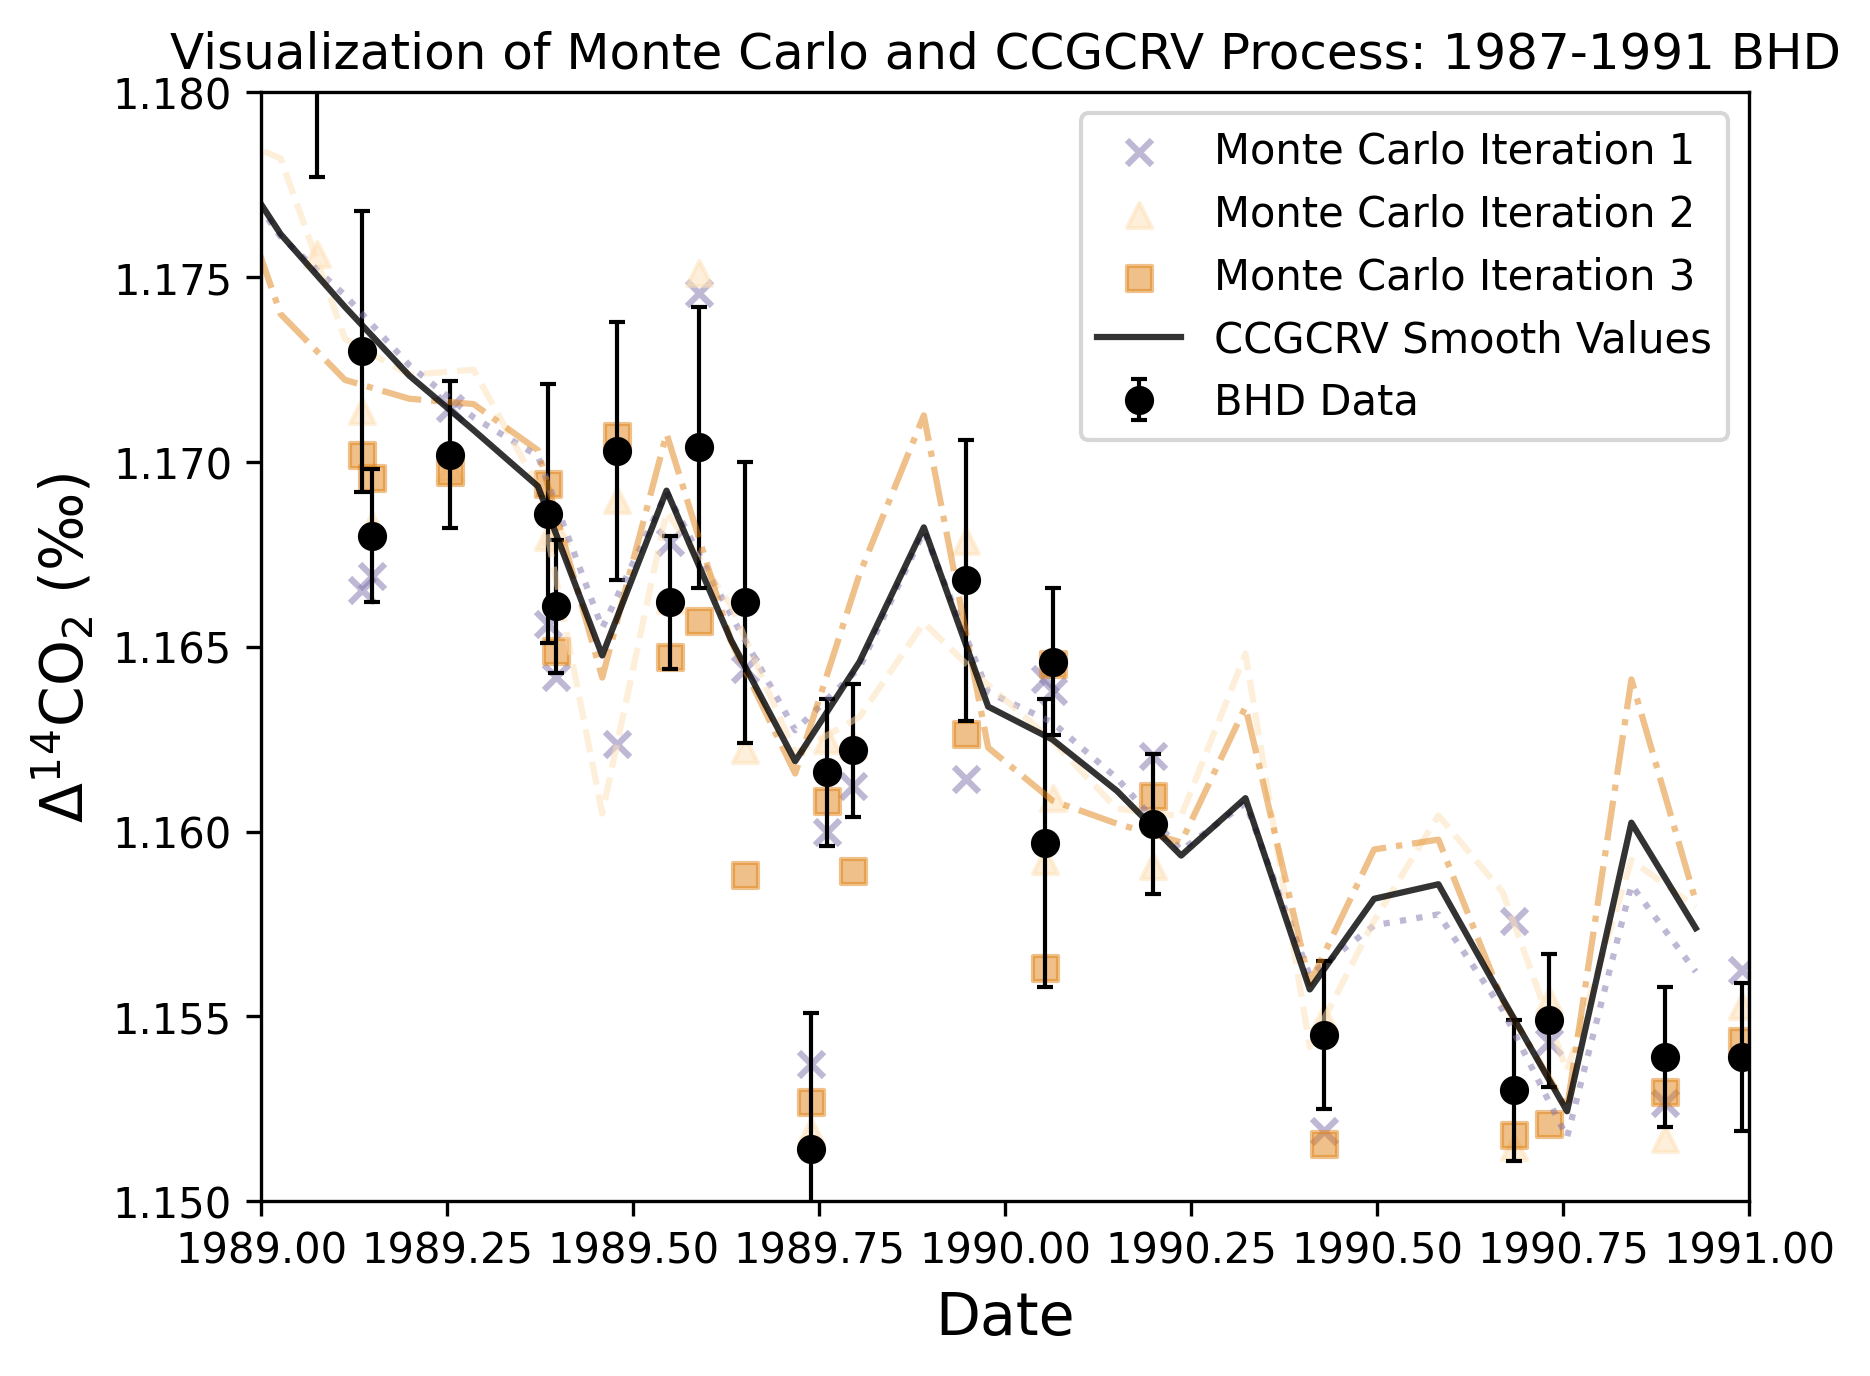 Visualization of Monte Carlo and CCGCRV Process: 1987-1991 BHD
1.180
1.175
1.170
1.165
1.160
1.155
1.150
Δ¹⁴CO₂ (‰)
Monte Carlo Iteration 1
Monte Carlo Iteration 2
Monte Carlo Iteration 3
CCGCRV Smooth Values
BHD Data
1989.00 1989.25 1989.50 1989.75 1990.00 1990.25 1990.50 1990.75 1991.00
Date